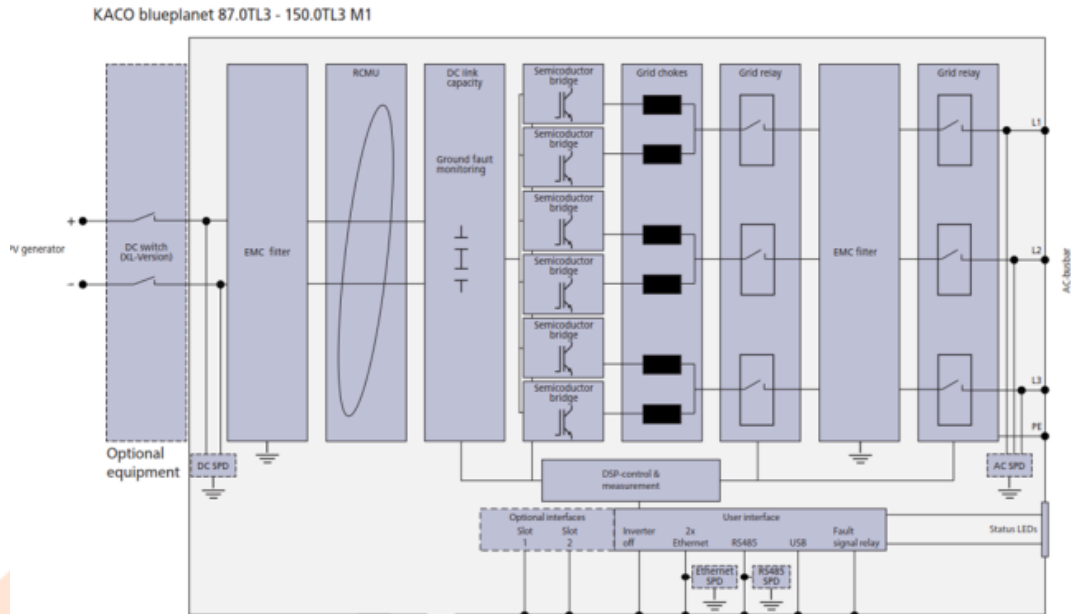 KACO blueplanet 87.0TL3 - 150.0TL3 M1
RCMU
DC link
capacity
Semiconductor
bridge
Grid chokes
Grid relay
Grid relay
Semiconductor
bridge
Ground fault
monitoring
Semiconductor
bridge
Semiconductor
bridge
Semiconductor
bridge
Semiconductor
bridge
L1
L2
L3
PE
+
-
PV generator
DC switch
(XL-Version)
EMC filter
EMC filter
AC-busbar
Optional
equipment
DC SPD
AC SPD
DSP-control &
measurement
Optional interfaces
User interface
Slot
1
Slot
2
Inverter
off
2x
Ethernet
RS485
USB
Fault
signal relay
Status LEDs
Ethernet
SPD
RS485
SPD